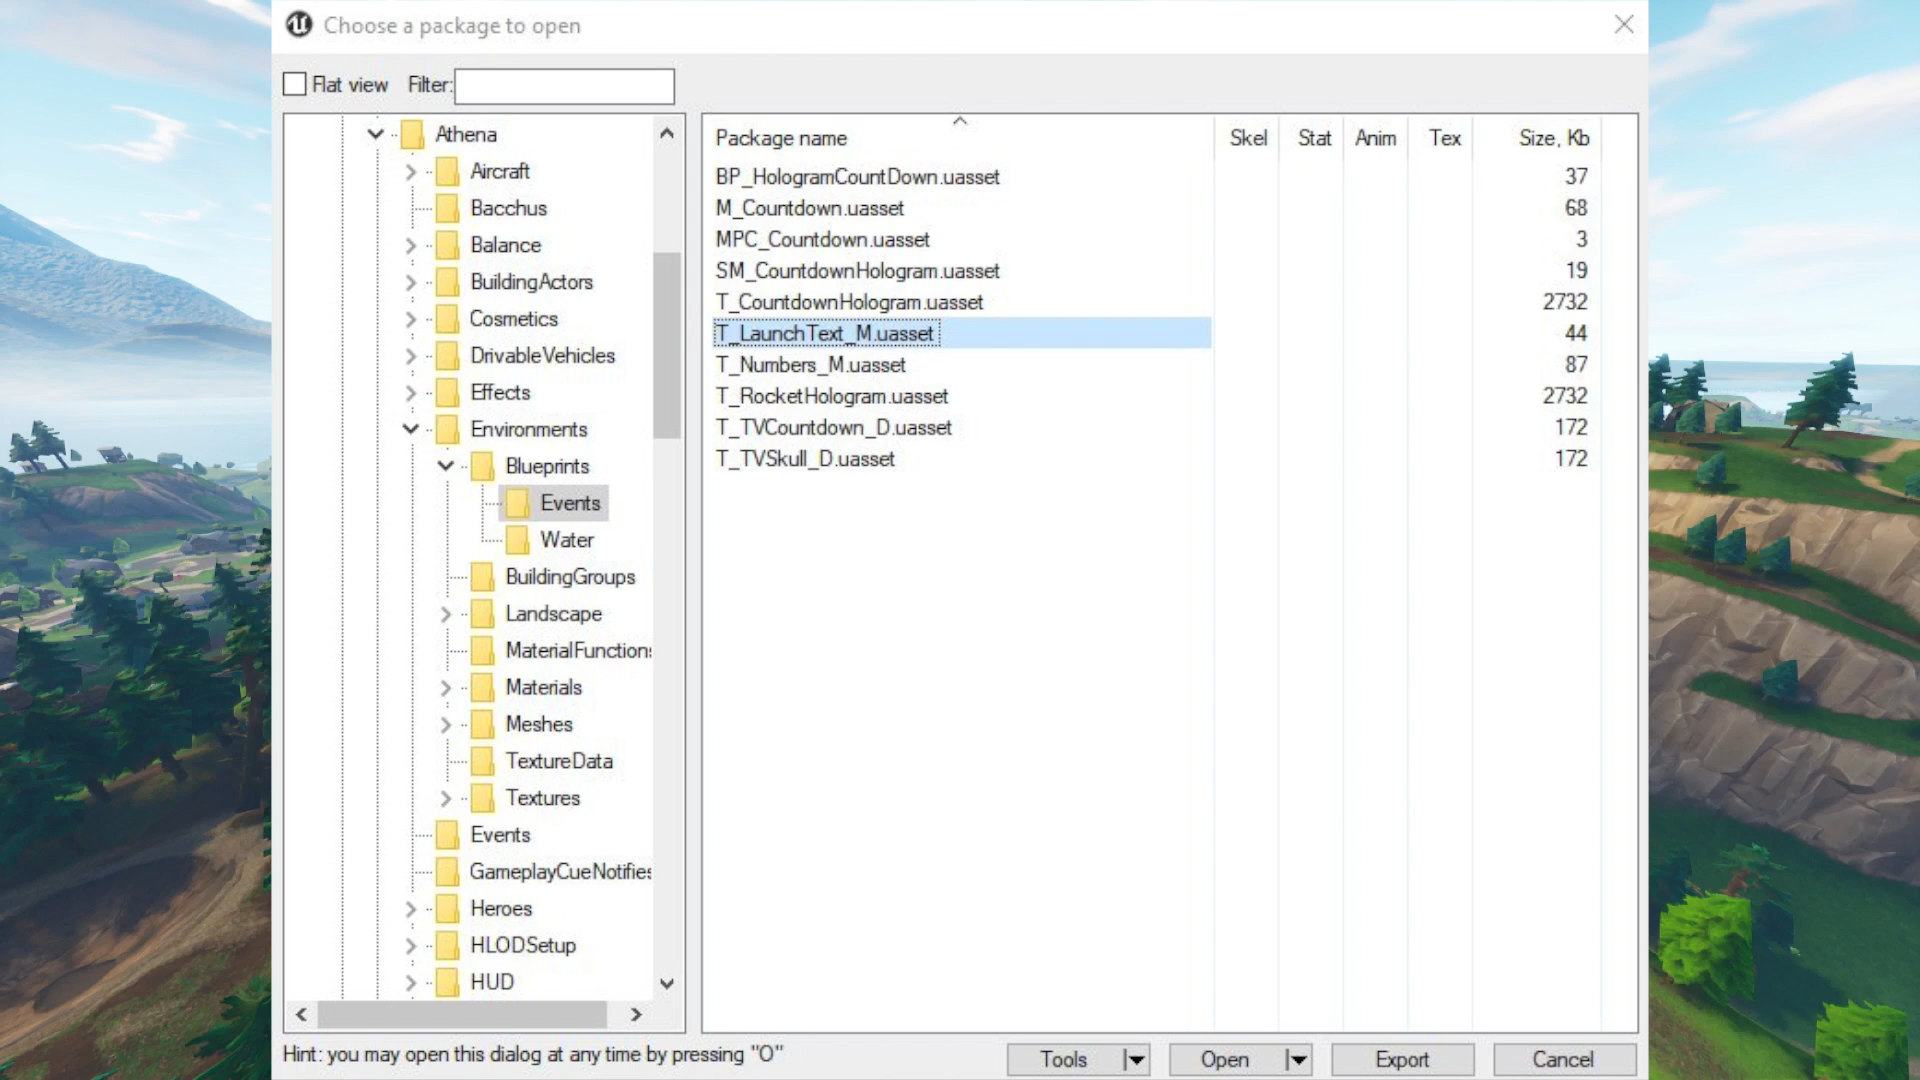 Choose a package to open
Flat view Filter:
Athena
Aircraft
Bacchus
Balance
BuildingActors
Cosmetics
DrivableVehicles
Effects
Environments
Blueprints
Events
Water
BuildingGroups
Landscape
MaterialFunctions
Materials
Meshes
TextureData
Textures
Events
GameplayCueNotifies
Heroes
HLODSetup
HUD
Package name Skel Stat Anim Tex Size, Kb
BP_HologramCountDown.uasset 37
M_Countdown.uasset 68
MPC_Countdown.uasset 3
SM_CountdownHologram.uasset 19
T_CountdownHologram.uasset 2732
T_LaunchText_M.uasset 44
T_Numbers_M.uasset 87
T_RocketHologram.uasset 2732
T_TVCountdown_D.uasset 172
T_TVSkull_D.uasset 172
Hint: you may open this dialog at any time by pressing "O"
Tools Open Export Cancel